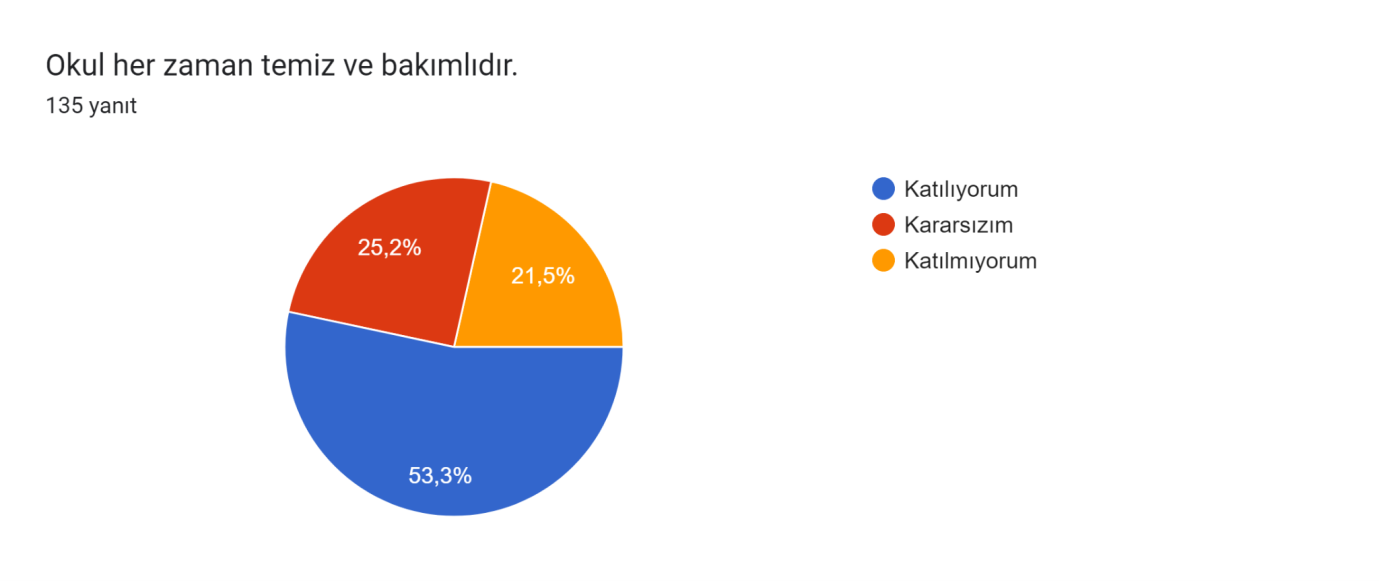 Okul her zaman temiz ve bakımlıdır.
135 yanıt
25,2%
21,5%
53,3%
Katılıyorum
Kararsızım
Katılmıyorum